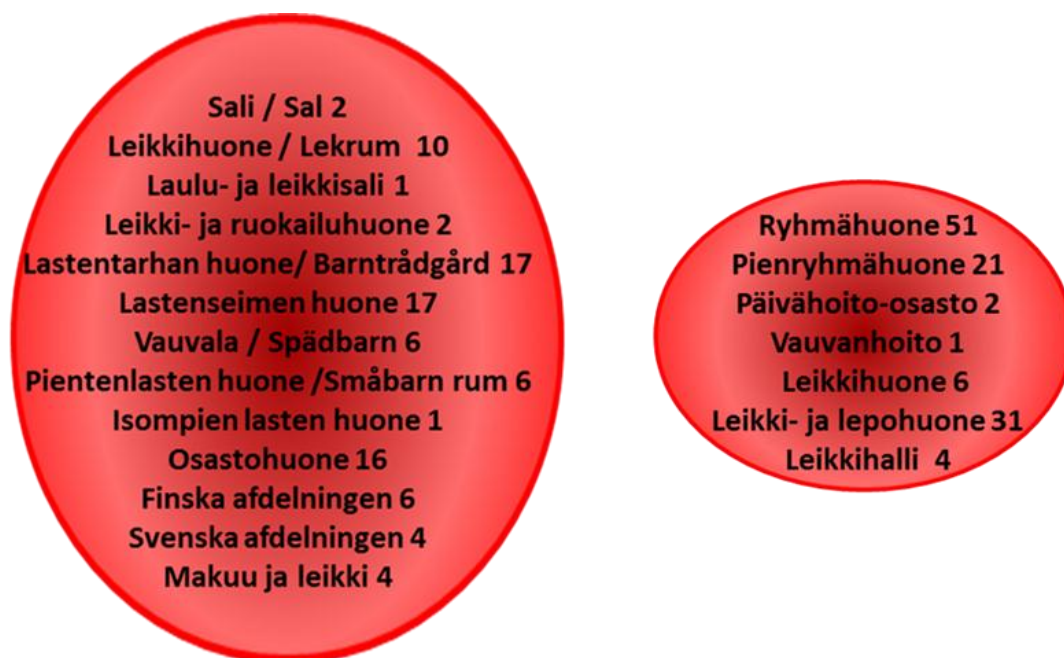 Sali / Sal 2
Leikkihuone / Lekrum 10
Laulu- ja leikkisali 1
Leikki- ja ruokailuhuone 2
Lastentarhan huone/ Barnträdgård 17
Lastenseimen huone 17
Vauvala / Spädbarn 6
Pientenlasten huone /Småbarn rum 6
Isompien lasten huone 1
Osastohuone 16
Finska afdelningen 6
Svenska afdelningen 4
Makuu ja leikki 4
Ryhmähuone 51
Pienryhmähuone 21
Päivähoito-osasto 2
Vauvanhoito 1
Leikkihuone 6
Leikki- ja lepohuone 31
Leikkihalli 4